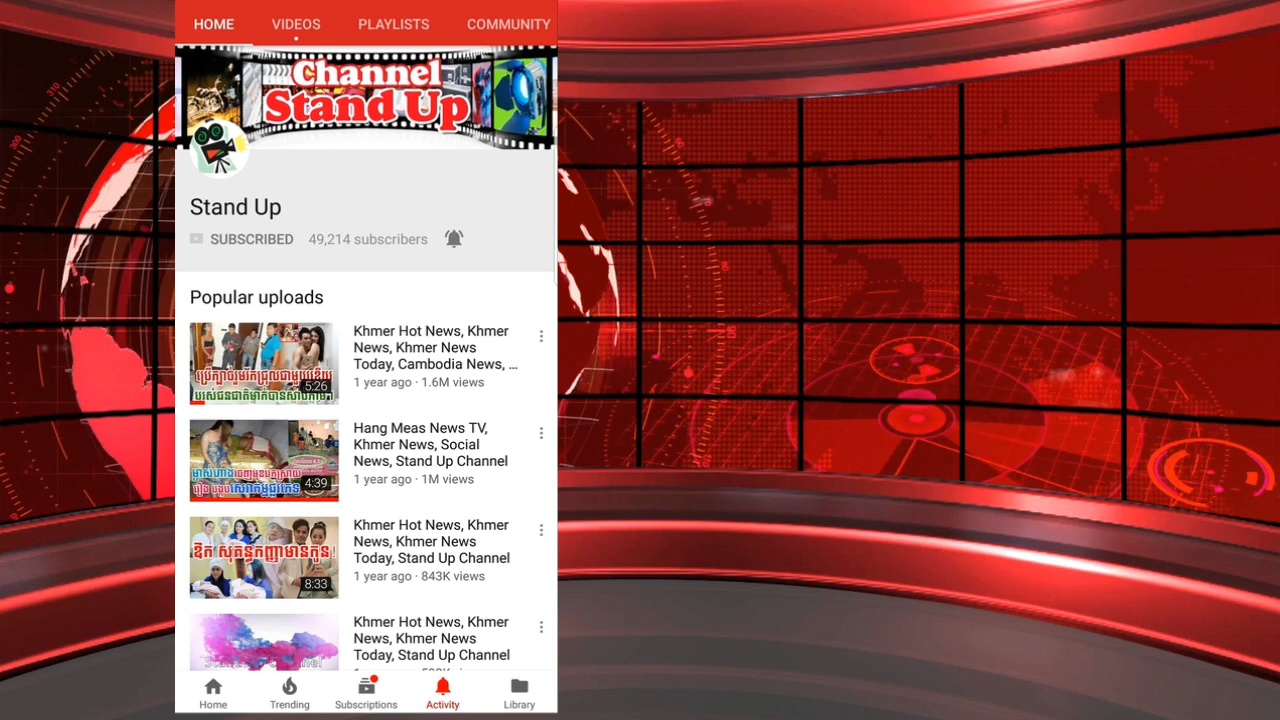 HOME VIDEOS PLAYLISTS COMMUNITY
Channel
Stand Up
Stand Up
SUBSCRIBED 49,214 subscribers
Popular uploads
Khmer Hot News, Khmer
News, Khmer News
Today, Cambodia News, ...
1 year ago · 1.6M views
5:26
Hang Meas News TV,
Khmer News, Social
News, Stand Up Channel
1 year ago · 1M views
4:39
Khmer Hot News, Khmer
News, Khmer News
Today, Stand Up Channel
1 year ago · 843K views
8:33
Khmer Hot News, Khmer
News, Khmer News
Today, Stand Up Channel
Home Trending Subscriptions Activity Library